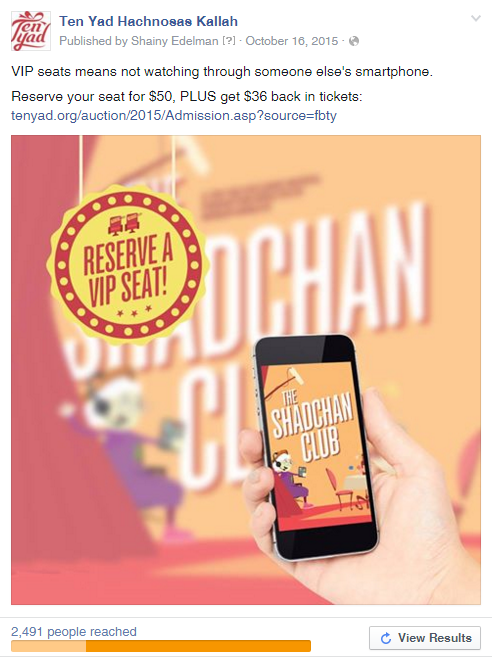 Ten Yad
Ten Yad Hachnosas Kallah
Published by Shainy Edelman [?] · October 16, 2015 ·
VIP seats means not watching through someone else's smartphone.
Reserve your seat for $50, PLUS get $36 back in tickets:
tenyad.org/auction/2015/Admission.asp?source=fbty
RESERVE A
VIP SEAT!
THE
SHADCHAN
CLUB
THE
SHADCHAN
CLUB
2,491 people reached
View Results